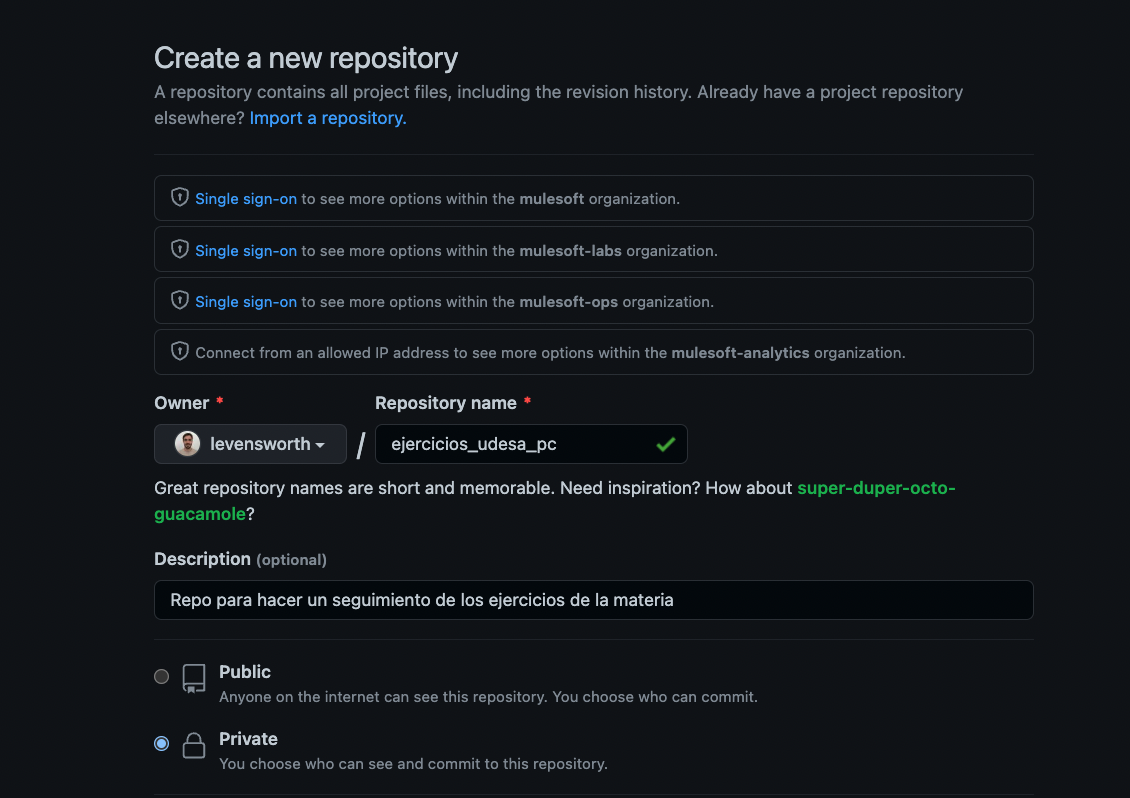 Create a new repository
A repository contains all project files, including the revision history. Already have a project repository
elsewhere? Import a repository.
Single sign-on to see more options within the mulesoft organization.
Single sign-on to see more options within the mulesoft-labs organization.
Single sign-on to see more options within the mulesoft-ops organization.
Connect from an allowed IP address to see more options within the mulesoft-analytics organization.
Owner * Repository name *
levensworth / ejercicios_udesa_pc
Great repository names are short and memorable. Need inspiration? How about super-duper-octo-
guacamole?
Description (optional)
Repo para hacer un seguimiento de los ejercicios de la materia
Public
Anyone on the internet can see this repository. You choose who can commit.
Private
You choose who can see and commit to this repository.